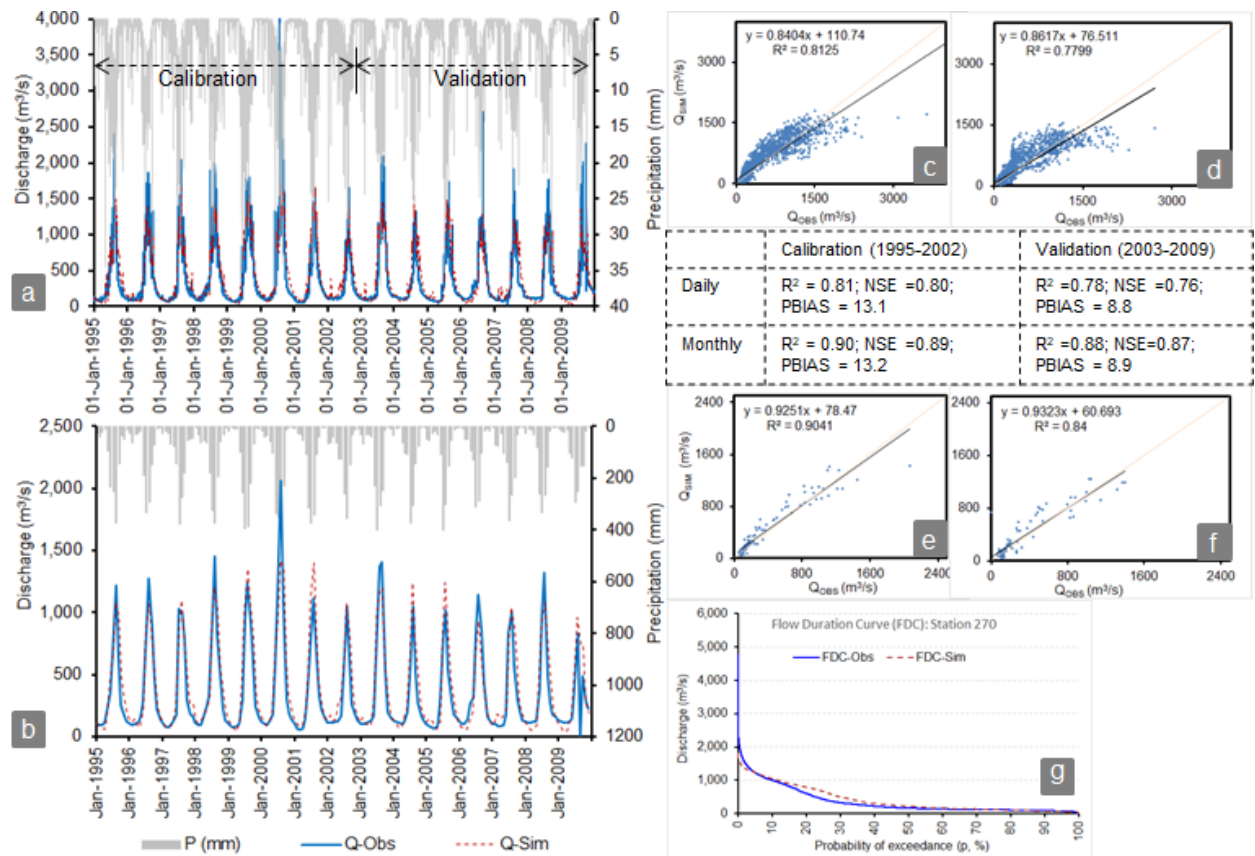 4,000
3,500
3,000
2,500
2,000
1,500
1,000
500
0
Discharge (m³/s)
0
5
10
15
20
25
30
35
40
Precipitation (mm)
Calibration
Validation
a
01-Jan-1995
01-Jan-1996
01-Jan-1997
01-Jan-1998
01-Jan-1999
01-Jan-2000
01-Jan-2001
01-Jan-2002
01-Jan-2003
01-Jan-2004
01-Jan-2005
01-Jan-2006
01-Jan-2007
01-Jan-2008
01-Jan-2009
2,500
2,000
1,500
1,000
500
0
Discharge (m³/s)
0
200
400
600
800
1000
1200
Precipitation (mm)
b
Jan-1995
Jan-1996
Jan-1997
Jan-1998
Jan-1999
Jan-2000
Jan-2001
Jan-2002
Jan-2003
Jan-2004
Jan-2005
Jan-2006
Jan-2007
Jan-2008
Jan-2009
P (mm) Q-Obs Q-Sim
y = 0.8404x + 110.74
R² = 0.8125
3000
1500
0
QSIM (m³/s)
0 1500 3000
QOBS (m³/s)
c
y = 0.8617x + 76.511
R² = 0.7799
3000
1500
0
0 1500 3000
QOBS (m³/s)
d
Calibration (1995-2002) Validation (2003-2009)
Daily
R² = 0.81; NSE =0.80;
PBIAS = 13.1
R² =0.78; NSE =0.76;
PBIAS = 8.8
Monthly
R² = 0.90; NSE =0.89;
PBIAS = 13.2
R² =0.88; NSE=0.87;
PBIAS = 8.9
y = 0.9251x + 78.47
R² = 0.9041
2400
1600
800
0
QSIM (m³/s)
0 800 1600 2400
QOBS (m³/s)
e
y = 0.9323x + 60.693
R² = 0.84
2400
1600
800
0
0 800 1600 2400
QOBS (m³/s)
f
Flow Duration Curve (FDC): Station 270
FDC-Obs FDC-Sim
6,000
5,000
4,000
3,000
2,000
1,000
0
Discharge (m³/s)
g
0 10 20 30 40 50 60 70 80 90 100
Probability of exceedance (p, %)